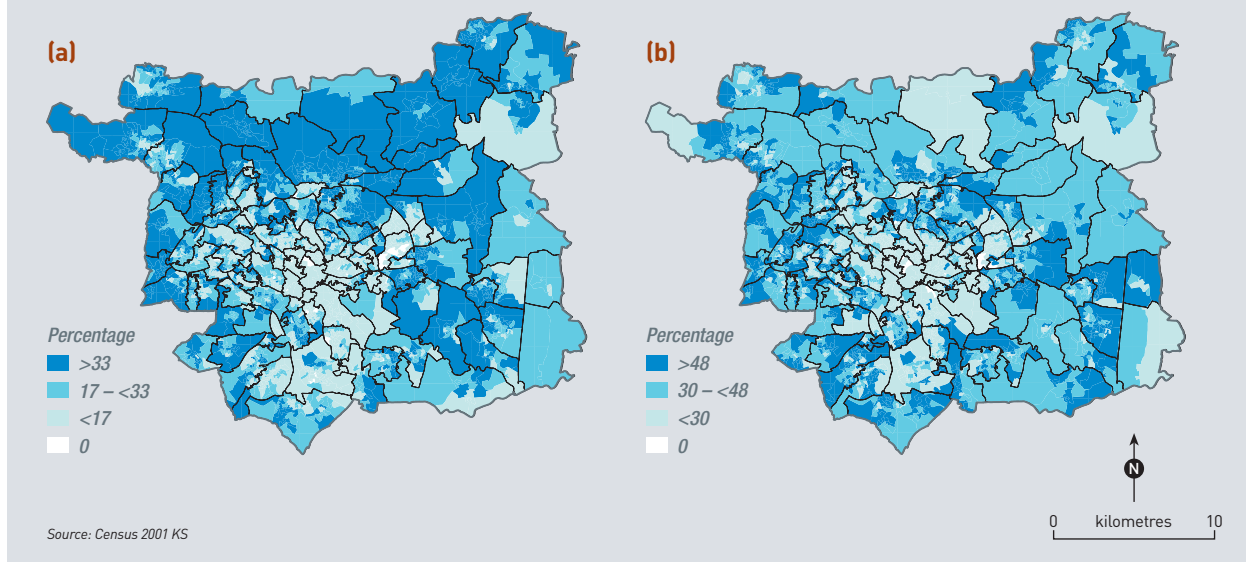 (a)
(b)
Percentage
>33
17 – <33
<17
0
Percentage
>48
30 – <48
<30
0
N
0 kilometres 10
Source: Census 2001 KS